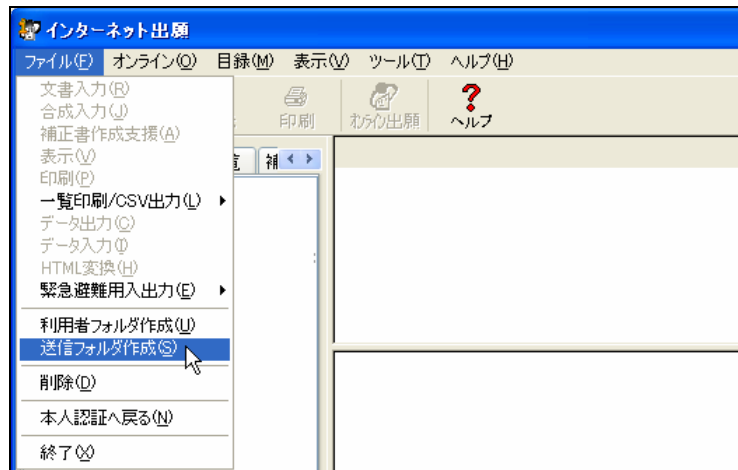 インターネット出願
ファイル(F) オンライン(O) 目録(M) 表示(V) ツール(T) ヘルプ(H)
文書入力(R)
合成入力(J)
補正書作成支援(A)
表示(V)
印刷(P)
一覧印刷/CSV出力(L)
データ出力(C)
データ入力(I)
HTML変換(H)
緊急避難用入出力(E)
利用者フォルダ作成(U)
送信フォルダ作成(S)
削除(D)
本人認証へ戻る(N)
終了(X)
印刷 オンライン出願 ヘルプ
補